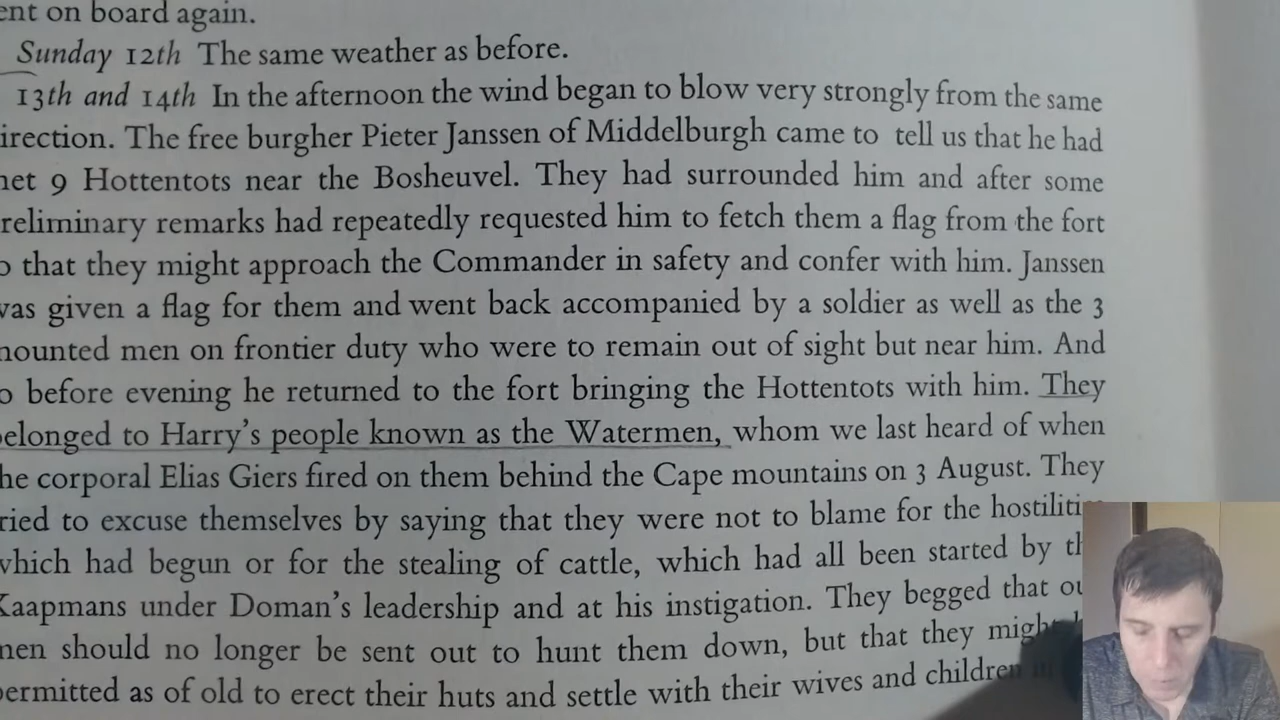 ent on board again.
Sunday 12th The same weather as before.
13th and 14th In the afternoon the wind began to blow very strongly from the same
irection. The free burgher Pieter Janssen of Middelburgh came to tell us that he had
net 9 Hottentots near the Bosheuvel. They had surrounded him and after some
reliminary remarks had repeatedly requested him to fetch them a flag from the fort
o that they might approach the Commander in safety and confer with him. Janssen
was given a flag for them and went back accompanied by a soldier as well as the 3
nounted men on frontier duty who were to remain out of sight but near him. And
o before evening he returned to the fort bringing the Hottentots with him. They
belonged to Harry's people known as the Watermen, whom we last heard of when
he corporal Elias Giers fired on them behind the Cape mountains on 3 August. They
ried to excuse themselves by saying that they were not to blame for the hostilitie
which had begun or for the stealing of cattle, which had all been started by th
Kaapmans under Doman's leadership and at his instigation. They begged that ou
nen should no longer be sent out to hunt them down, but that they might
permitted as of old to erect their huts and settle with their wives and children